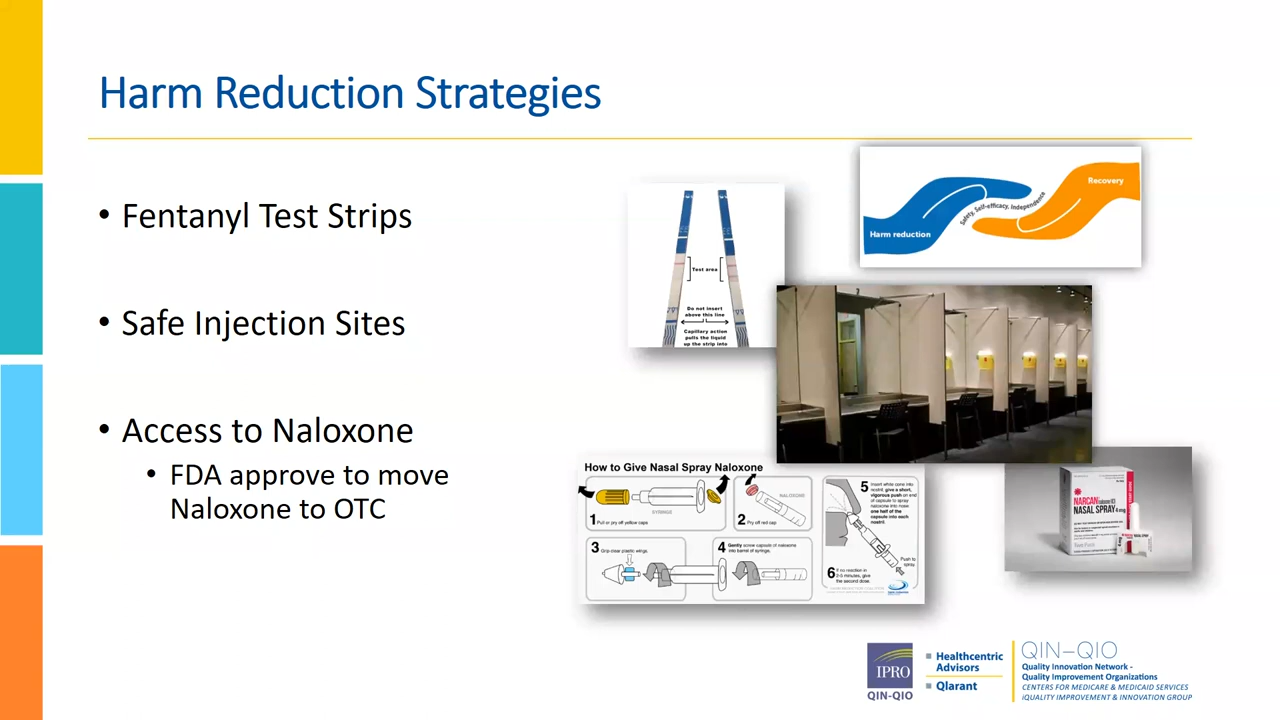 Harm Reduction Strategies
• Fentanyl Test Strips
• Safe Injection Sites
• Access to Naloxone
• FDA approve to move
Naloxone to OTC
Test area
Do not insert
above this line
Capillary action
pulls the liquid
up the strip into
Harm reduction
Safety, Self-efficacy, Independence
Recovery
How to Give Nasal Spray Naloxone
1 Pull or pry off yellow caps
SYRINGE
2 Pry off red cap
NALOXONE
3 Grip clear plastic wings.
4 Gently screw capsule of naloxone
into barrel of syringe.
5 Insert white cone into
nostril; give a short,
vigorous push on end
of capsule to spray
naloxone into nose:
one half of the
capsule into each
nostril.
Push to
spray
6 If no reaction in
2-5 minutes, give
the second dose.
NARCAN
NASAL SPRAY 4 mg
IPRO
QIN-QIO
Healthcentric
Advisors
Qlarant
QIN–QIO
Quality Innovation Network -
Quality Improvement Organizations
CENTERS FOR MEDICARE & MEDICAID SERVICES
iQUALITY IMPROVEMENT & INNOVATION GROUP